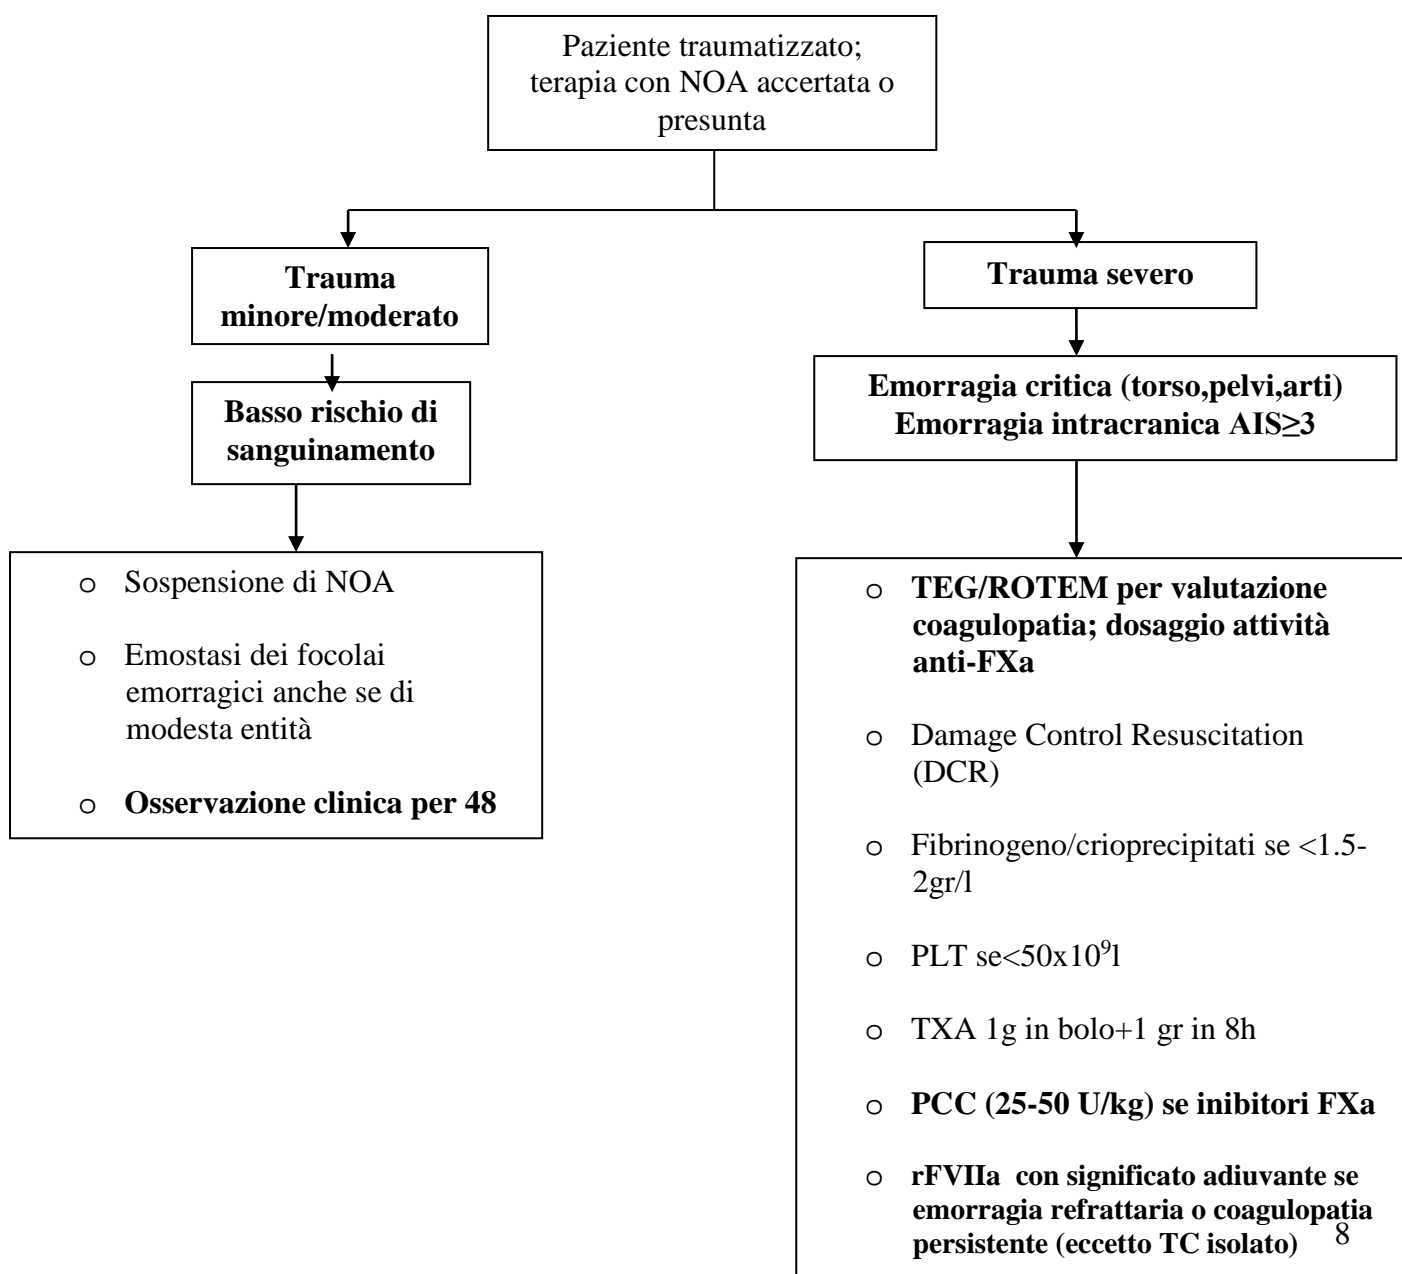 Paziente traumatizzato;
terapia con NOA accertata o
presunta
Trauma
minore/moderato
Trauma severo
Basso rischio di
sanguinamento
Emorragia critica (torso,pelvi,arti)
Emorragia intracranica AIS≥3
o Sospensione di NOA
o Emostasi dei focolai
emorragici anche se di
modesta entità
o Osservazione clinica per 48
o TEG/ROTEM per valutazione
coagulopatia; dosaggio attività
anti-FXa
o Damage Control Resuscitation
(DCR)
o Fibrinogeno/crioprecipitati se <1.5-
2gr/l
o PLT se<50x10⁹l
o TXA 1g in bolo+1 gr in 8h
o PCC (25-50 U/kg) se inibitori FXa
o rFVIIa con significato adiuvante se
emorragia refrattaria o coagulopatia
persistente (eccetto TC isolato)
8